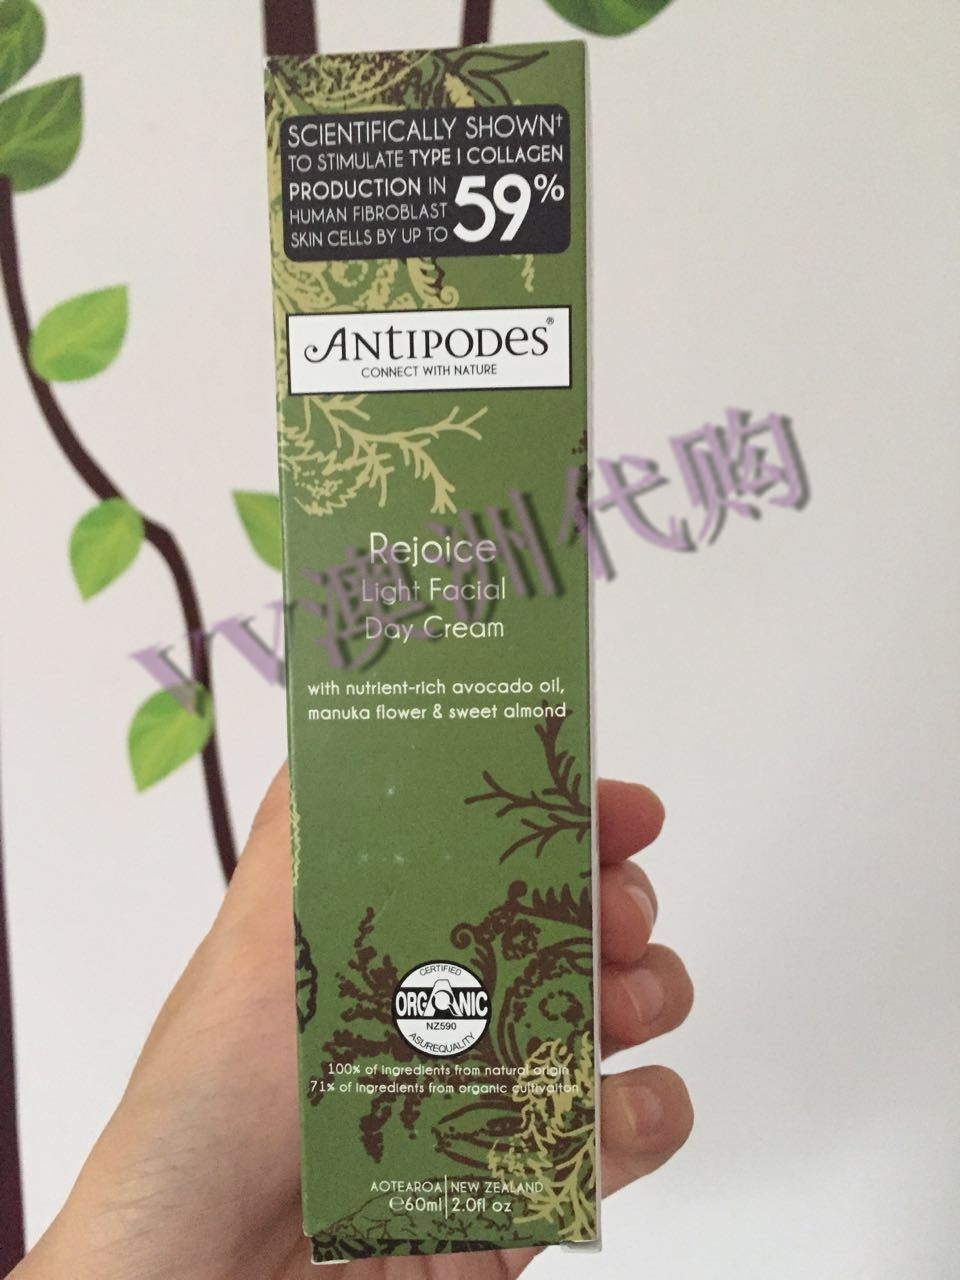 SCIENTIFICALLY SHOWN†
TO STIMULATE TYPE I COLLAGEN
PRODUCTION IN
HUMAN FIBROBLAST
SKIN CELLS BY UP TO
59%
ANTIPODES®
CONNECT WITH NATURE
VV澳洲代购
Rejoice
Light Facial
Day Cream
with nutrient-rich avocado oil,
manuka flower & sweet almond
CERTIFIED
ORGANIC
NZ590
ASUREQUALITY
100% of ingredients from natural origin
71% of ingredients from organic cultivaiton
AOTEAROA | NEW ZEALAND
℮60ml | 2.0fl oz